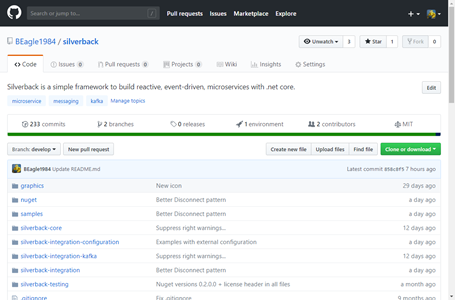 Search or jump to... /
Pull requests Issues Marketplace Explore
BEagle1984 / silverback
Unwatch 3 Star 1 Fork 0
Code Issues 0 Pull requests 0 Projects 0 Wiki Insights Settings
Silverback is a simple framework to build reactive, event-driven, microservices with .net core. Edit
microservice messaging kafka Manage topics
233 commits 2 branches 0 releases 1 environment 2 contributors MIT
Branch: develop New pull request Create new file Upload files Find file Clone or download
BEagle1984 Update README.md Latest commit 7 hours ago
graphics New icon 29 days ago
nuget Better Disconnect pattern a day ago
samples Better Disconnect pattern a day ago
silverback-core Suppress right warnings... 12 days ago
silverback-integration-configuration Examples with external configuration a day ago
silverback-integration-kafka Suppress right warnings... 12 days ago
silverback-integration Better Disconnect pattern a day ago
silverback-testing Nuget versions 0.2.0.0 + license header in all files a month ago
.gitignore Fix .gitignore 9 months ago